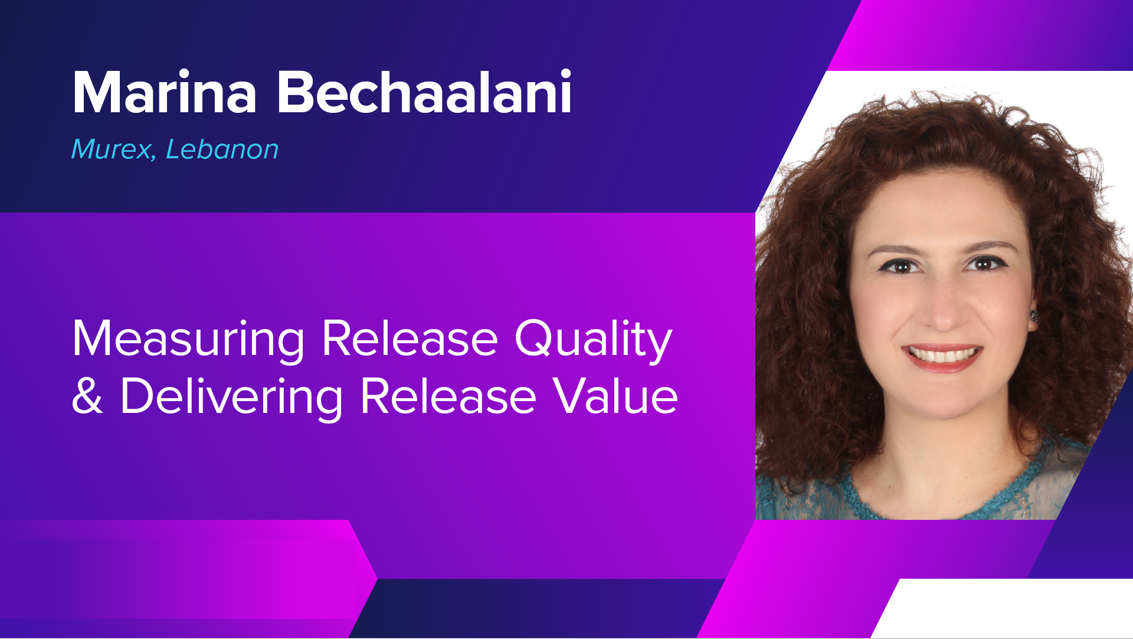 Marina Bechaalani
Murex, Lebanon
Measuring Release Quality
& Delivering Release Value